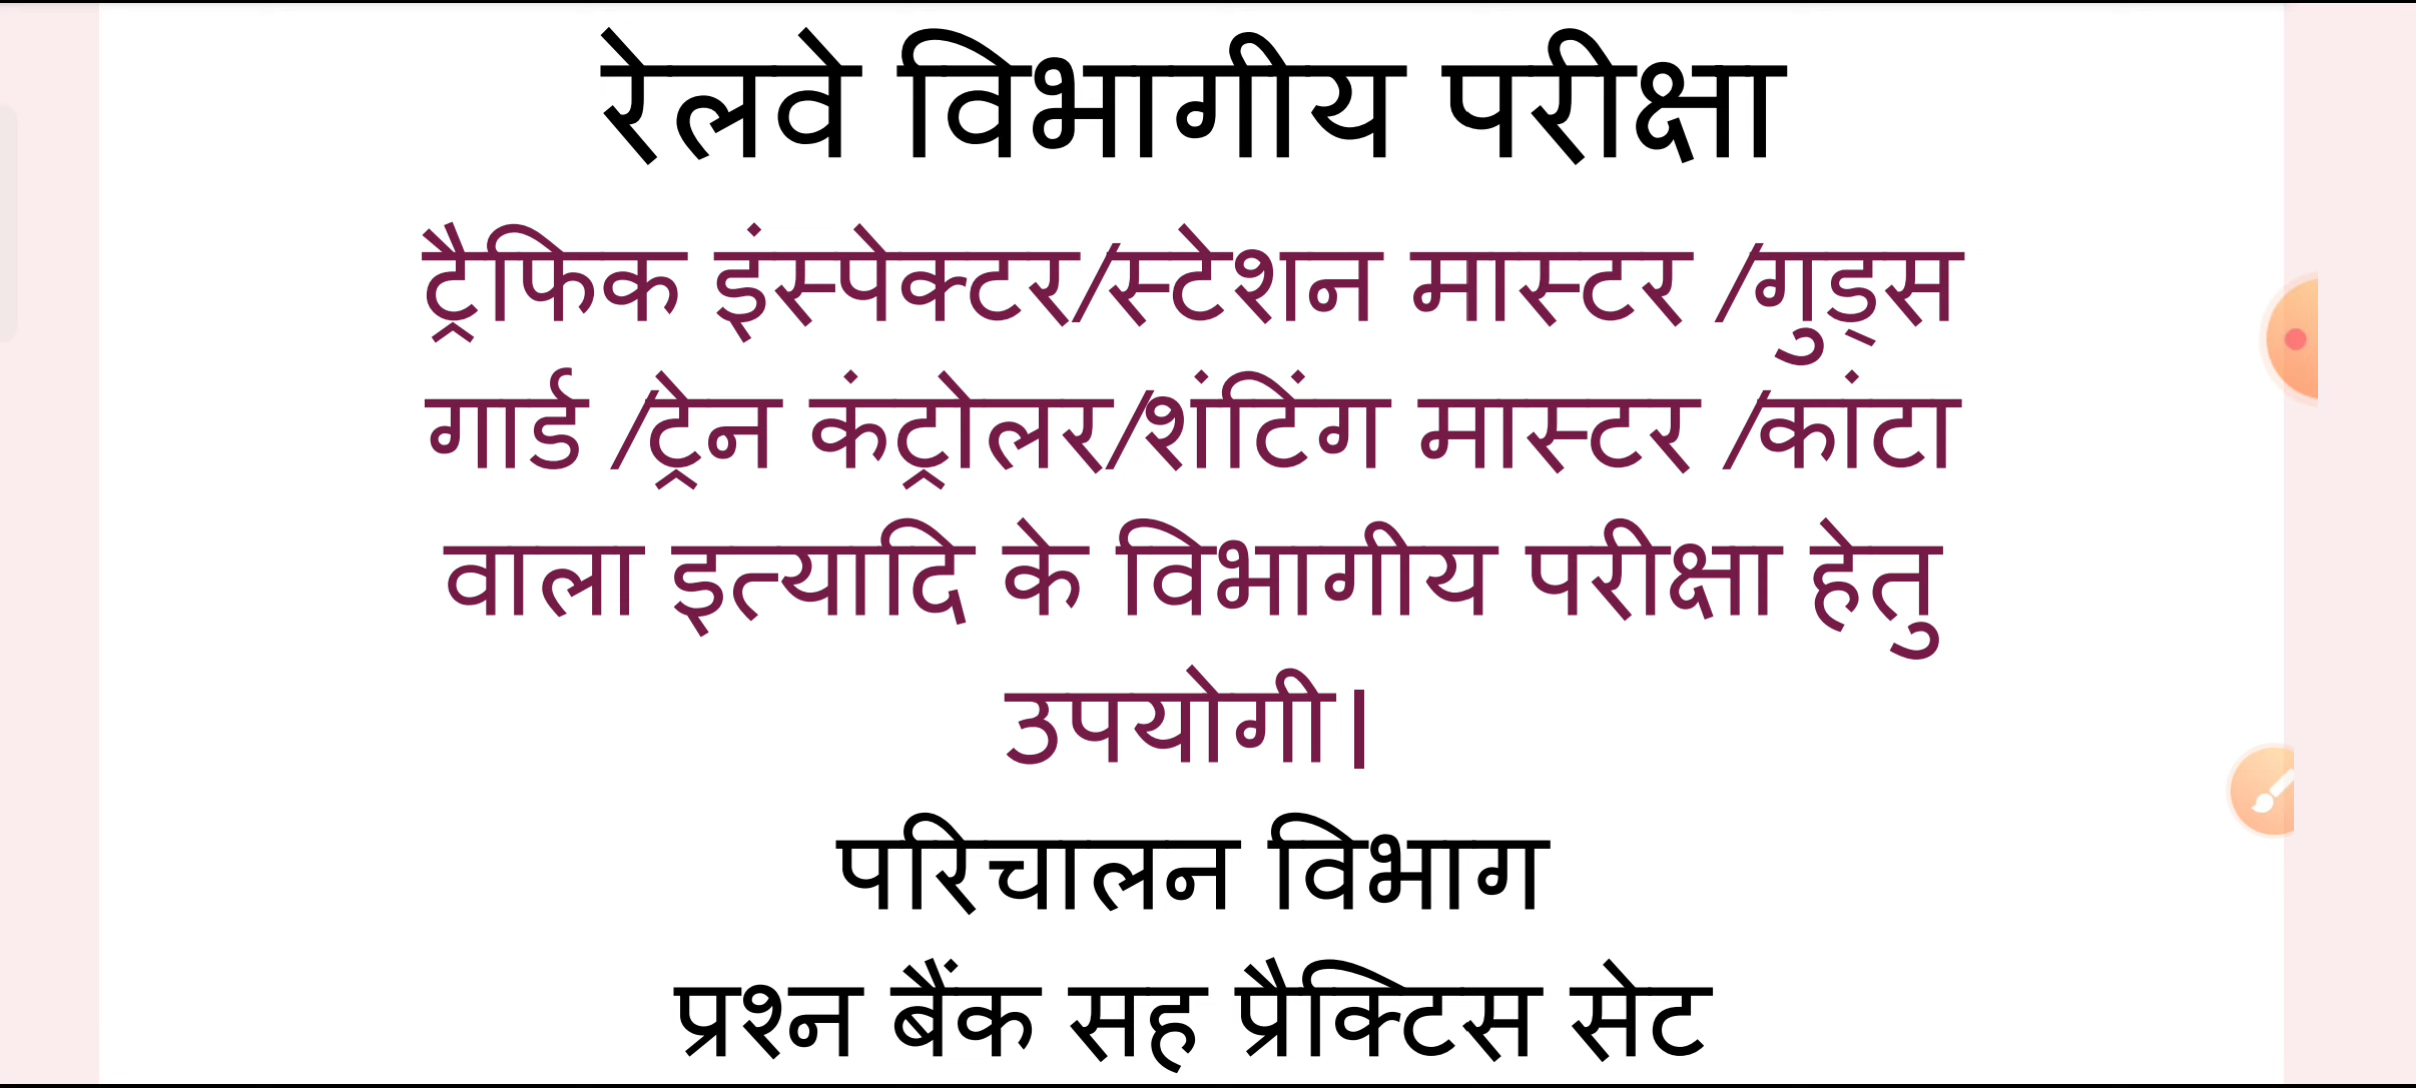 रेलवे विभागीय परीक्षा
ट्रैफिक इंस्पेक्टर/स्टेशन मास्टर /गुड्स
गार्ड /ट्रेन कंट्रोलर/शंटिंग मास्टर /कांटा
वाला इत्यादि के विभागीय परीक्षा हेतु
उपयोगी।
परिचालन विभाग
प्रश्न बैंक सह प्रैक्टिस सेट